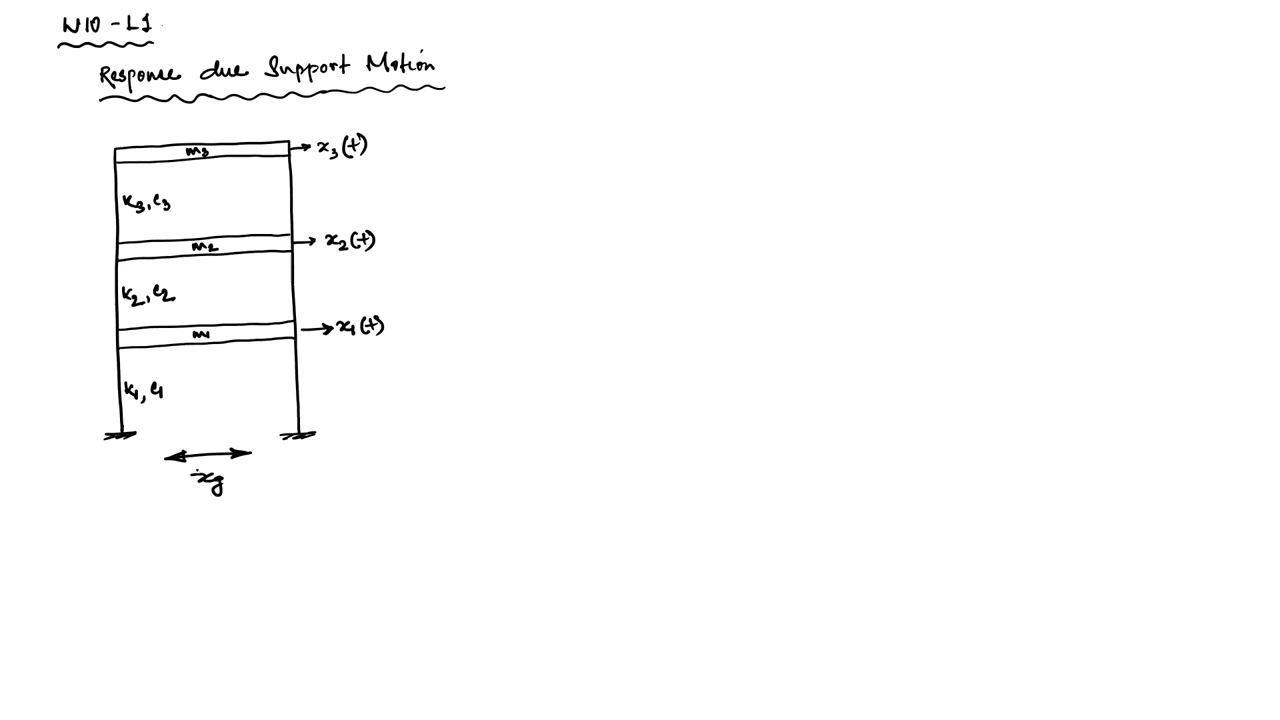 W10 - L1
Response due Support Motion
m3
x3(t)
k3, c3
m2
x2(t)
k2, c2
m1
x1(t)
k1, c1
ẍg